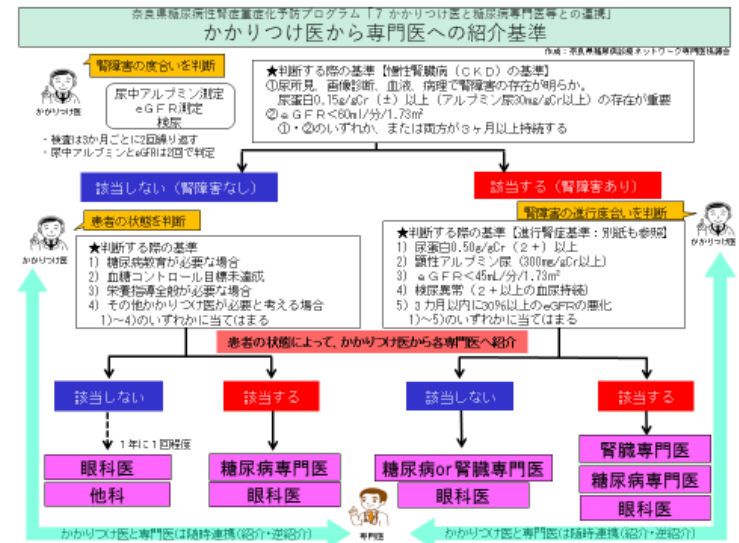 奈良県糖尿病性腎症重症化予防プログラム「7 かかりつけ医と糖尿病専門医等との連携」
かかりつけ医から専門医への紹介基準
作成:奈良県糖尿病診療ネットワーク専門医協議会
腎障害の度合いを判断
かかりつけ医
尿中アルブミン測定
eGFR測定
検尿
・検査は3か月ごとに2回繰り返す
・尿中アルブミンとeGFRは2回で判定
★判断する際の基準【慢性腎臓病(CKD)の基準】
①尿所見、画像診断、血液、病理で腎障害の存在が明らか。
尿蛋白0.15g/gCr(±)以上(アルブミン尿30mg/gCr以上)の存在が重要
②eGFR<60ml/分/1.73m²
①・②のいずれか、または両方が3ヶ月以上持続する
該当しない(腎障害なし)
該当する(腎障害あり)
患者の状態を判断
かかりつけ医
★判断する際の基準
1) 糖尿病教育が必要な場合
2) 血糖コントロール目標未達成
3) 栄養指導全般が必要な場合
4) その他かかりつけ医が必要と考える場合
1)~4)のいずれかに当てはまる
腎障害の進行度合いを判断
かかりつけ医
★判断する際の基準【進行腎症基準:別紙も参照】
1) 尿蛋白0.50g/gCr(2+)以上
2) 顕性アルブミン尿(300mg/gCr以上)
3) eGFR<45mL/分/1.73m²
4) 検尿異常(2+以上の血尿持続)
5) 3カ月以内に30%以上のeGFRの悪化
1)~5)のいずれかに当てはまる
患者の状態によって、かかりつけ医から各専門医へ紹介
該当しない
該当する
該当しない
該当する
1年に1回程度
眼科医
他科
糖尿病専門医
眼科医
糖尿病or腎臓専門医
眼科医
腎臓専門医
糖尿病専門医
眼科医
かかりつけ医と専門医は随時連携(紹介・逆紹介)
専門医
かかりつけ医と専門医は随時連携(紹介・逆紹介)